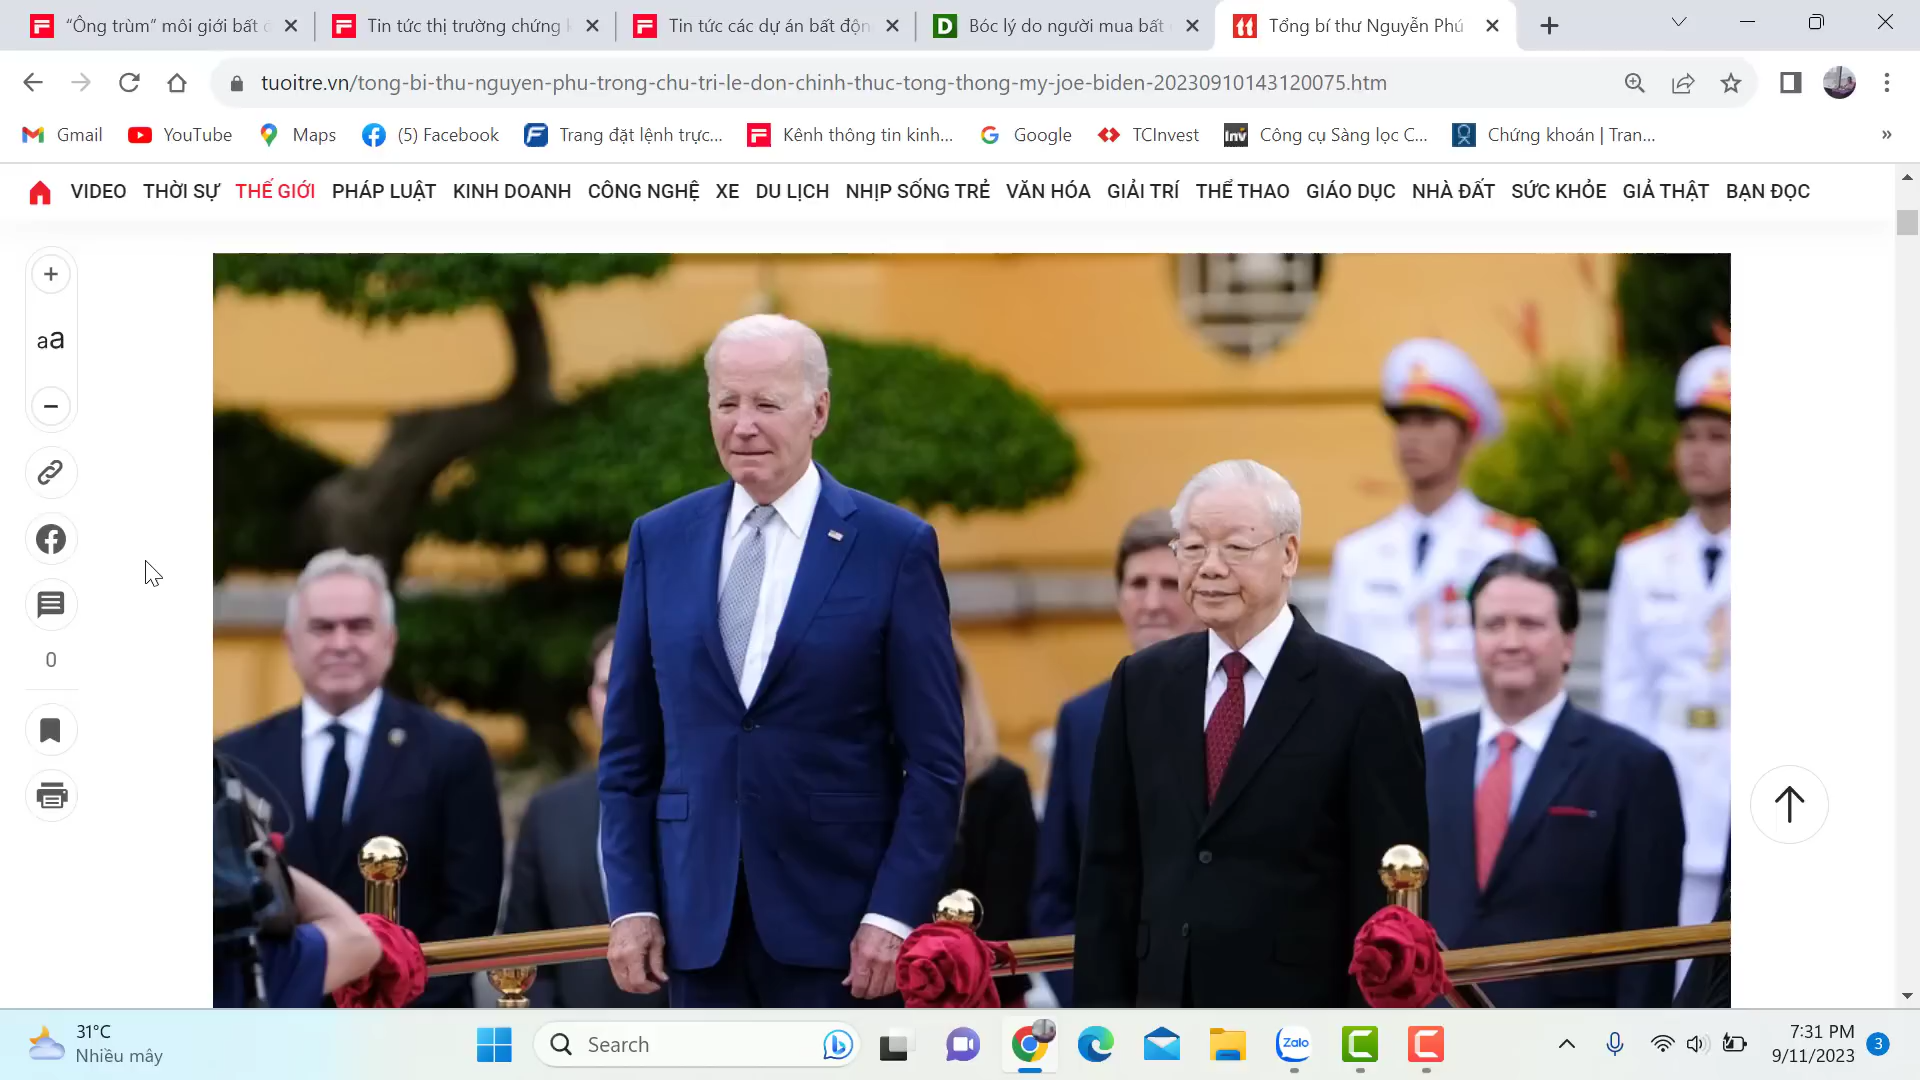 "Ông trùm" môi giới bất đ
Tin tức thị trường chứng k
Tin tức các dự án bất động
Bóc lý do người mua bất
Tổng bí thư Nguyễn Phú
tuoitre.vn/tong-bi-thu-nguyen-phu-trong-chu-tri-le-don-chinh-thuc-tong-thong-my-joe-biden-20230910143120075.htm
Gmail
YouTube
Maps
(5) Facebook
Trang đặt lệnh trực...
Kênh thông tin kinh...
Google
TCInvest
Inv
Công cụ Sàng lọc C...
Chứng khoán | Tran...
VIDEO THỜI SỰ THẾ GIỚI PHÁP LUẬT KINH DOANH CÔNG NGHỆ XE DU LỊCH NHỊP SỐNG TRẺ VĂN HÓA GIẢI TRÍ THỂ THAO GIÁO DỤC NHÀ ĐẤT SỨC KHỎE GIẢ THẬT BẠN ĐỌC
aa
0
31°C
Nhiều mây
Search
Zalo
7:31 PM
9/11/2023
3